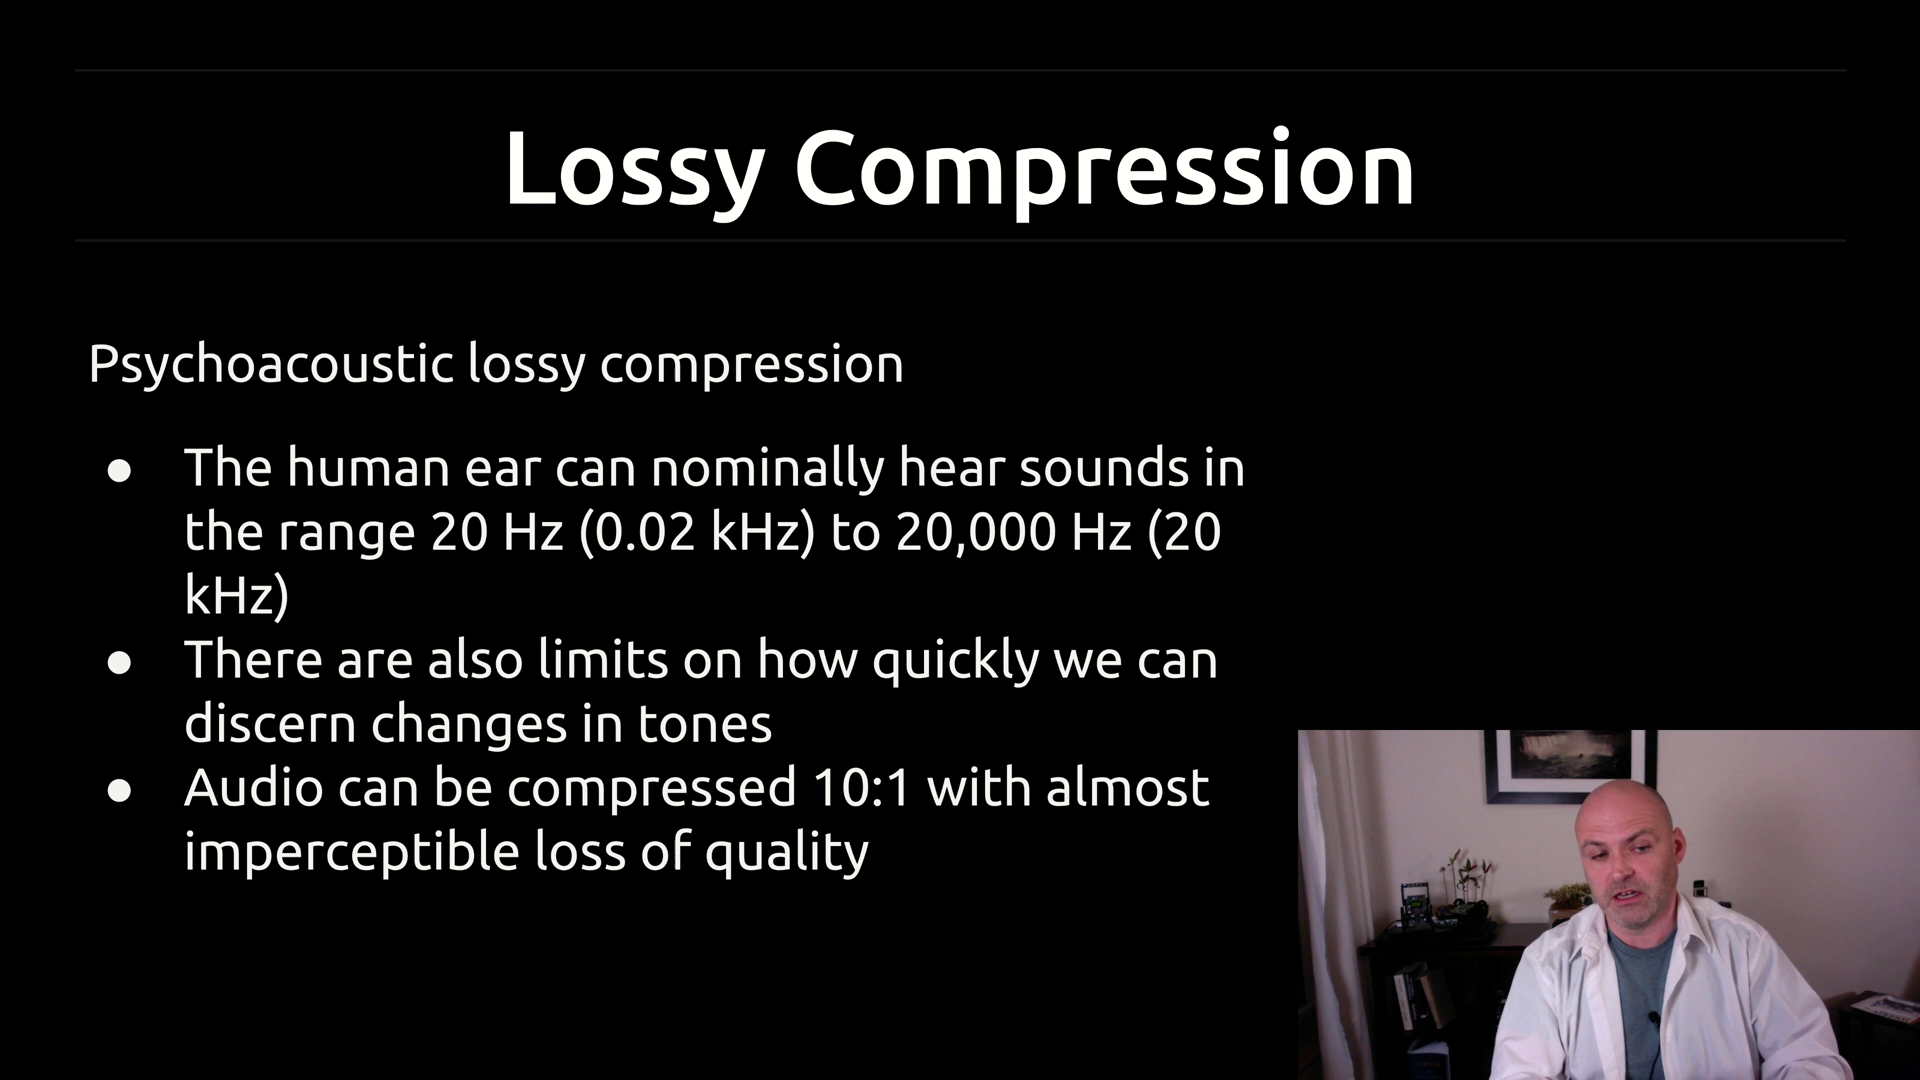 Lossy Compression
Psychoacoustic lossy compression
● The human ear can nominally hear sounds in
the range 20 Hz (0.02 kHz) to 20,000 Hz (20
kHz)
● There are also limits on how quickly we can
discern changes in tones
● Audio can be compressed 10:1 with almost
imperceptible loss of quality